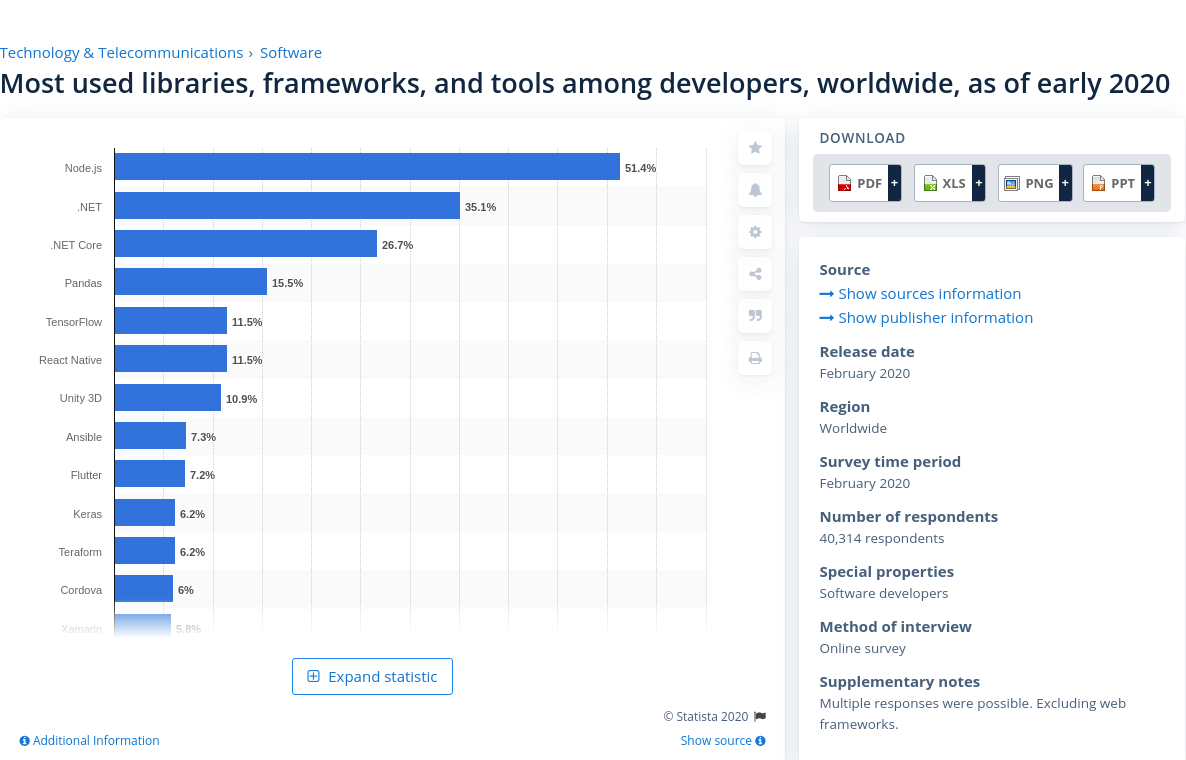 Technology & Telecommunications › Software
Most used libraries, frameworks, and tools among developers, worldwide, as of early 2020
Node.js 51.4%
.NET 35.1%
.NET Core 26.7%
Pandas 15.5%
TensorFlow 11.5%
React Native 11.5%
Unity 3D 10.9%
Ansible 7.3%
Flutter 7.2%
Keras 6.2%
Teraform 6.2%
Cordova 6%
Xamarin 5.8%
Expand statistic
© Statista 2020
Additional Information
Show source
DOWNLOAD
PDF + XLS + PNG + PPT +
Source
Show sources information
Show publisher information
Release date
February 2020
Region
Worldwide
Survey time period
February 2020
Number of respondents
40,314 respondents
Special properties
Software developers
Method of interview
Online survey
Supplementary notes
Multiple responses were possible. Excluding web
frameworks.